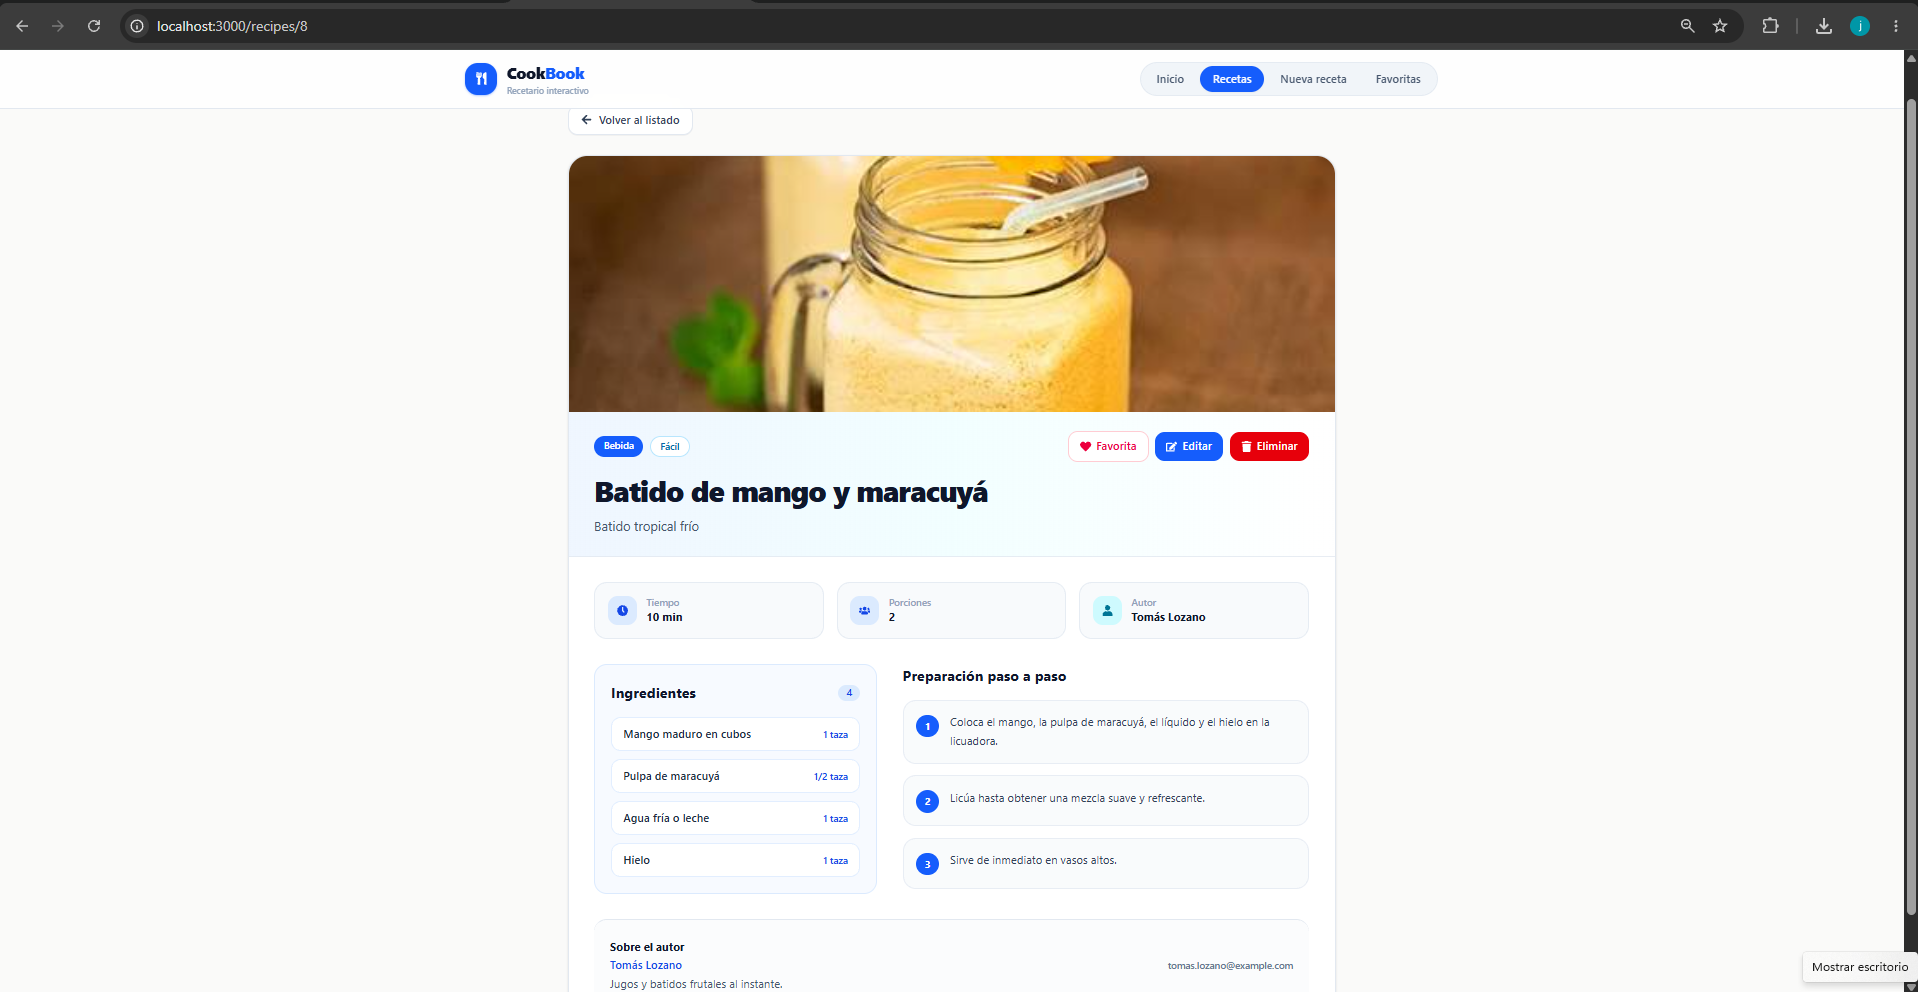 localhost:3000/recipes/8
j
CookBook
Recetario interactivo
Inicio
Recetas
Nueva receta
Favoritas
Volver al listado
Bebida
Fácil
Favorita
Editar
Eliminar
Batido de mango y maracuyá
Batido tropical frío
Tiempo
10 min
Porciones
2
Autor
Tomás Lozano
Ingredientes
4
Mango maduro en cubos
1 taza
Pulpa de maracuyá
1/2 taza
Agua fría o leche
1 taza
Hielo
1 taza
Preparación paso a paso
1
Coloca el mango, la pulpa de maracuyá, el líquido y el hielo en la
licuadora.
2
Licúa hasta obtener una mezcla suave y refrescante.
3
Sirve de inmediato en vasos altos.
Sobre el autor
Tomás Lozano
tomas.lozano@example.com
Jugos y batidos frutales al instante.
Mostrar escritorio